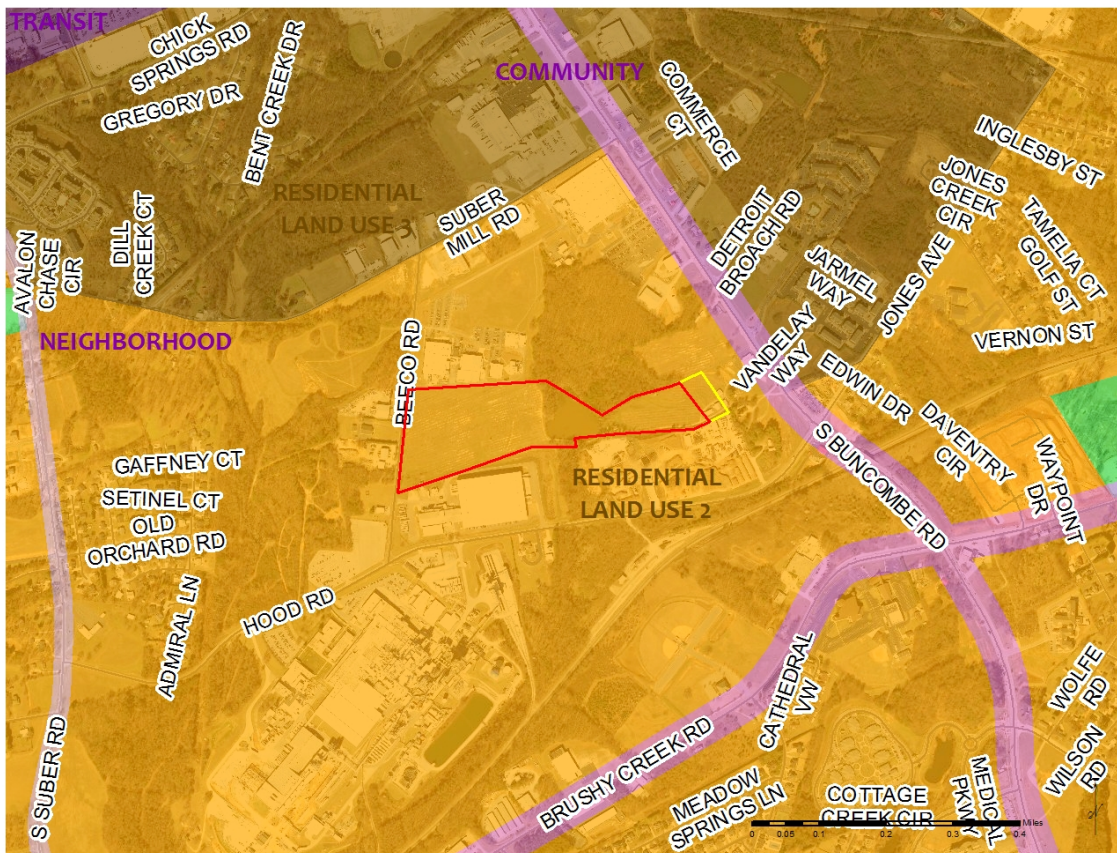 TRANSIT
CHICK
SPRINGS RD
GREGORY DR
BENT CREEK DR
COMMUNITY
COMMERCE
CT
INGLESBY ST
JONES
CREEK
CIR
TAMELIA CT
GOLF ST
VERNON ST
RESIDENTIAL
LAND USE 3
SUBER
MILL RD
DETROIT
BROACH RD
JARMEL
WAY
JONES AVE
AVALON
CHASE
CIR
DILL
CREEK CT
NEIGHBORHOOD
BEECO RD
VANDELAY
WAY
EDWIN DR
DAVENTRY
CIR
WAYPOINT
DR
S BUNCOMBE RD
GAFFNEY CT
SETINEL CT
OLD
ORCHARD RD
RESIDENTIAL
LAND USE 2
ADMIRAL LN
HOOD RD
CATHEDRAL
VW
WOLFE
RD
WILSON
RD
S SUBER RD
BRUSHY CREEK RD
MEADOW
SPRINGS LN
COTTAGE
CREEK CIR
MEDICAL
PKWY
Miles
0 0.05 0.1 0.2 0.3 0.4